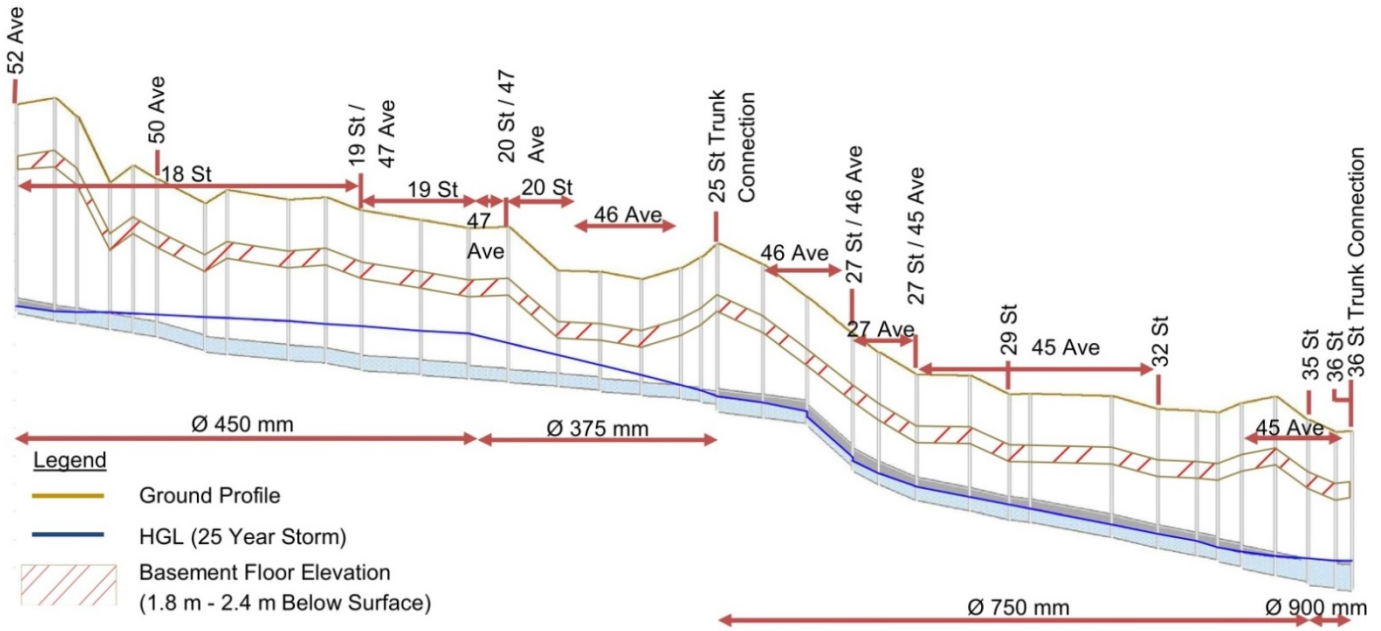 52 Ave
50 Ave
18 St
19 St /
47 Ave
19 St
47
Ave
20 St / 47
Ave
20 St
46 Ave
25 St Trunk
Connection
46 Ave
27 St / 46 Ave
27 Ave
27 St / 45 Ave
29 St
45 Ave
32 St
45 Ave
35 St
36 St
36 St Trunk Connection
Ø 450 mm
Ø 375 mm
Legend
Ground Profile
HGL (25 Year Storm)
Basement Floor Elevation
(1.8 m - 2.4 m Below Surface)
Ø 750 mm
Ø 900 mm